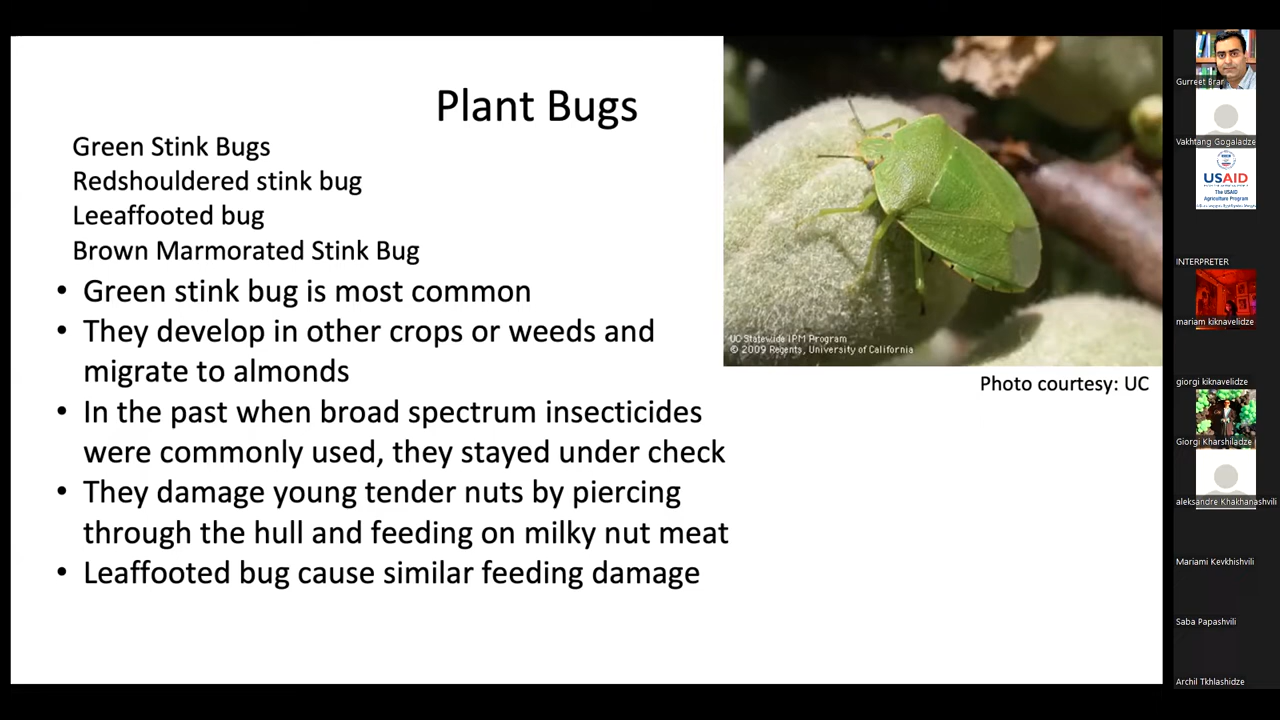 Plant Bugs
Green Stink Bugs
Redshouldered stink bug
Leeaffooted bug
Brown Marmorated Stink Bug
• Green stink bug is most common
• They develop in other crops or weeds and
migrate to almonds
• In the past when broad spectrum insecticides
were commonly used, they stayed under check
• They damage young tender nuts by piercing
through the hull and feeding on milky nut meat
• Leaffooted bug cause similar feeding damage
UC Statewide IPM Program
© 2009 Regents, University of California
Photo courtesy: UC
Gurreet Brar
Vakhtang Gogaladze
USAID
The USAID
Agriculture Program
INTERPRETER
mariam kiknavelidze
giorgi kiknavelidze
Giorgi Kharshiladze
aleksandre Khakhanashvili
Mariami Kevkhishvili
Saba Papashvili
Archil Tkhlashidze